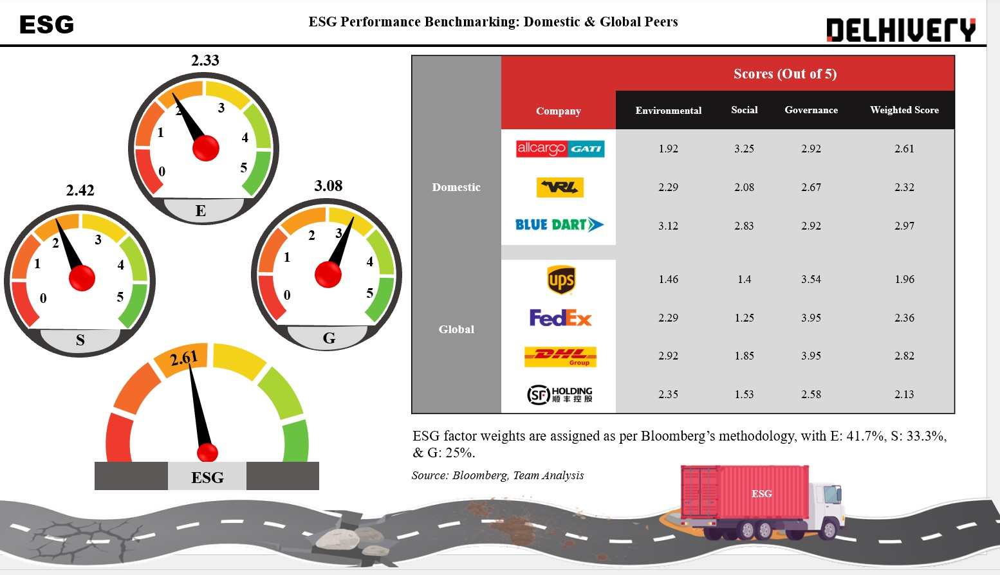 ESG
ESG Performance Benchmarking: Domestic & Global Peers
DELHIVERY
2.33
0
1
2
3
4
5
E
2.42
0
1
2
3
4
5
S
3.08
0
1
2
3
4
5
G
2.61
ESG
Scores (Out of 5)
Company Environmental Social Governance Weighted Score
Domestic
allcargo GATI 1.92 3.25 2.92 2.61
VRL 2.29 2.08 2.67 2.32
BLUE DART 3.12 2.83 2.92 2.97
Global
ups 1.46 1.4 3.54 1.96
FedEx 2.29 1.25 3.95 2.36
DHL Group 2.92 1.85 3.95 2.82
SF HOLDING 顺丰控股 2.35 1.53 2.58 2.13
ESG factor weights are assigned as per Bloomberg’s methodology, with E: 41.7%, S: 33.3%,
& G: 25%.
Source: Bloomberg, Team Analysis
ESG